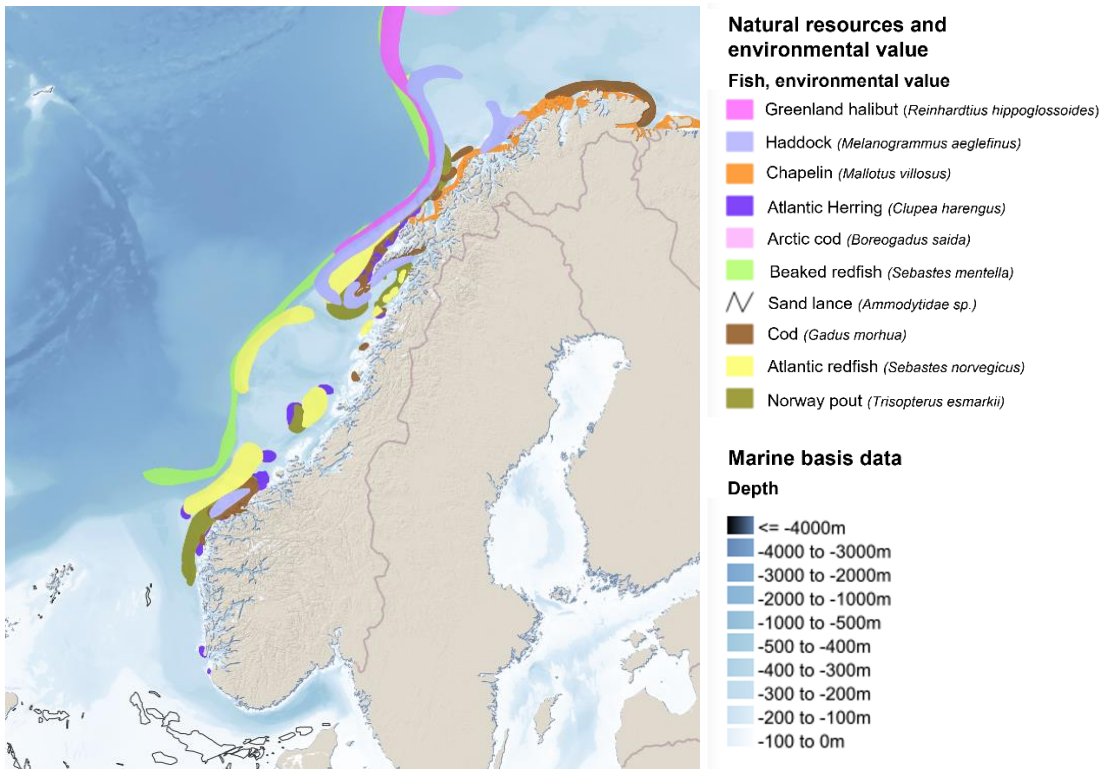 Natural resources and
environmental value
Fish, environmental value
Greenland halibut (Reinhardtius hippoglossoides)
Haddock (Melanogrammus aeglefinus)
Chapelin (Mallotus villosus)
Atlantic Herring (Clupea harengus)
Arctic cod (Boreogadus saida)
Beaked redfish (Sebastes mentella)
Sand lance (Ammodytidae sp.)
Cod (Gadus morhua)
Atlantic redfish (Sebastes norvegicus)
Norway pout (Trisopterus esmarkii)
Marine basis data
Depth
<= -4000m
-4000 to -3000m
-3000 to -2000m
-2000 to -1000m
-1000 to -500m
-500 to -400m
-400 to -300m
-300 to -200m
-200 to -100m
-100 to 0m